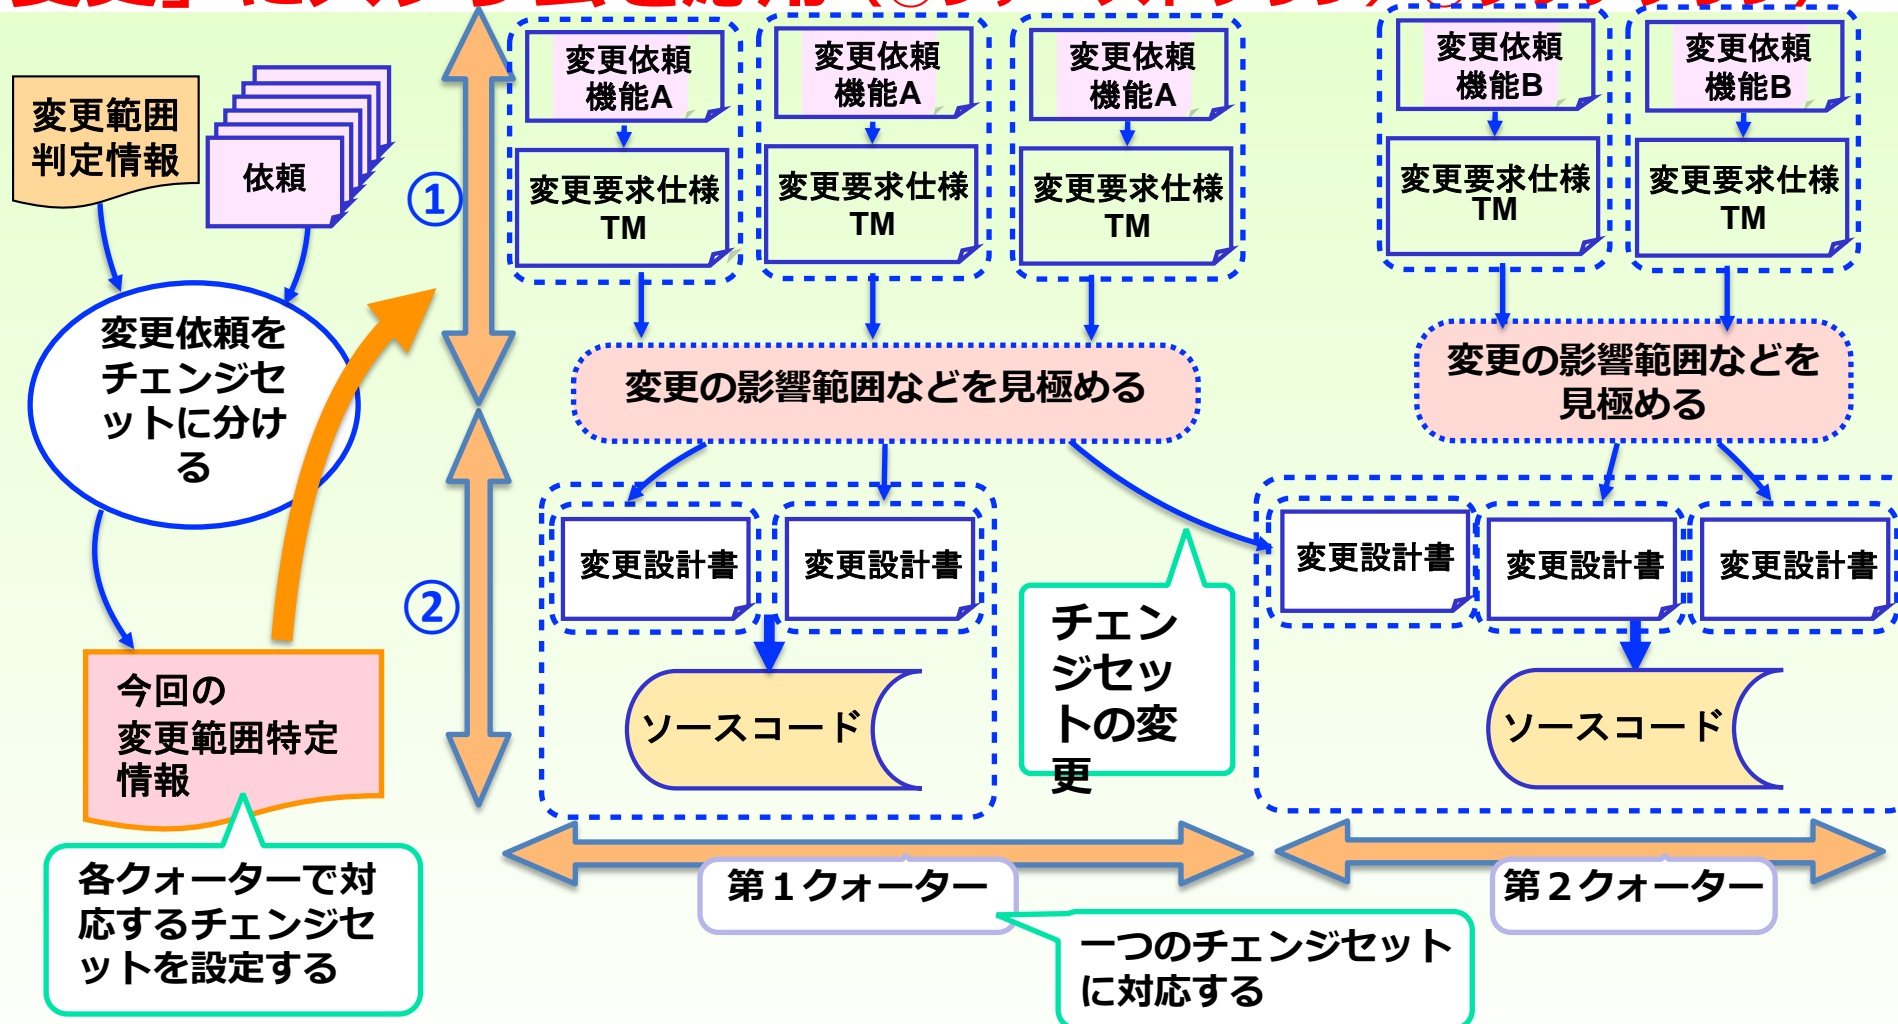 変更範囲
判定情報
依頼
変更依頼を
チェンジセ
ットに分け
る
今回の
変更範囲特定
情報
各クォーターで対
応するチェンジセ
ットを設定する
①
②
変更依頼
機能A
変更要求仕様
TM
変更依頼
機能A
変更要求仕様
TM
変更依頼
機能A
変更要求仕様
TM
変更の影響範囲などを見極める
変更設計書
変更設計書
ソースコード
チェン
ジセッ
トの変
更
第1クォーター
一つのチェンジセット
に対応する
変更依頼
機能B
変更要求仕様
TM
変更依頼
機能B
変更要求仕様
TM
変更の影響範囲などを
見極める
変更設計書
変更設計書
変更設計書
ソースコード
第2クォーター